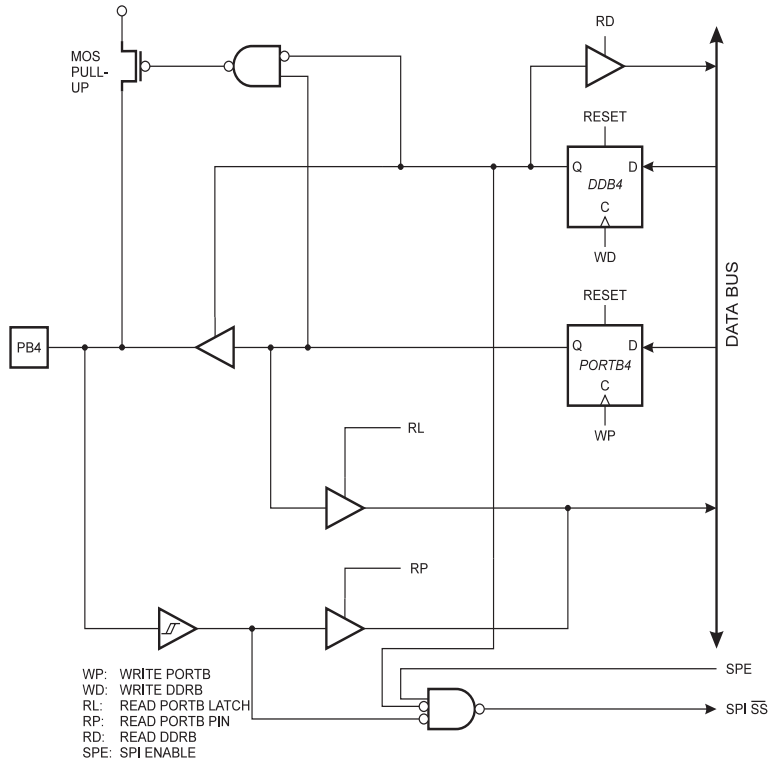 RD
MOS
PULL-
UP
RESET
Q D
DDB4
C
WD
DATA BUS
RESET
PB4
Q D
PORTB4
C
WP
RL
RP
WP: WRITE PORTB
WD: WRITE DDRB
RL: READ PORTB LATCH
RP: READ PORTB PIN
RD: READ DDRB
SPE: SPI ENABLE
SPE
SPI S̅S̅